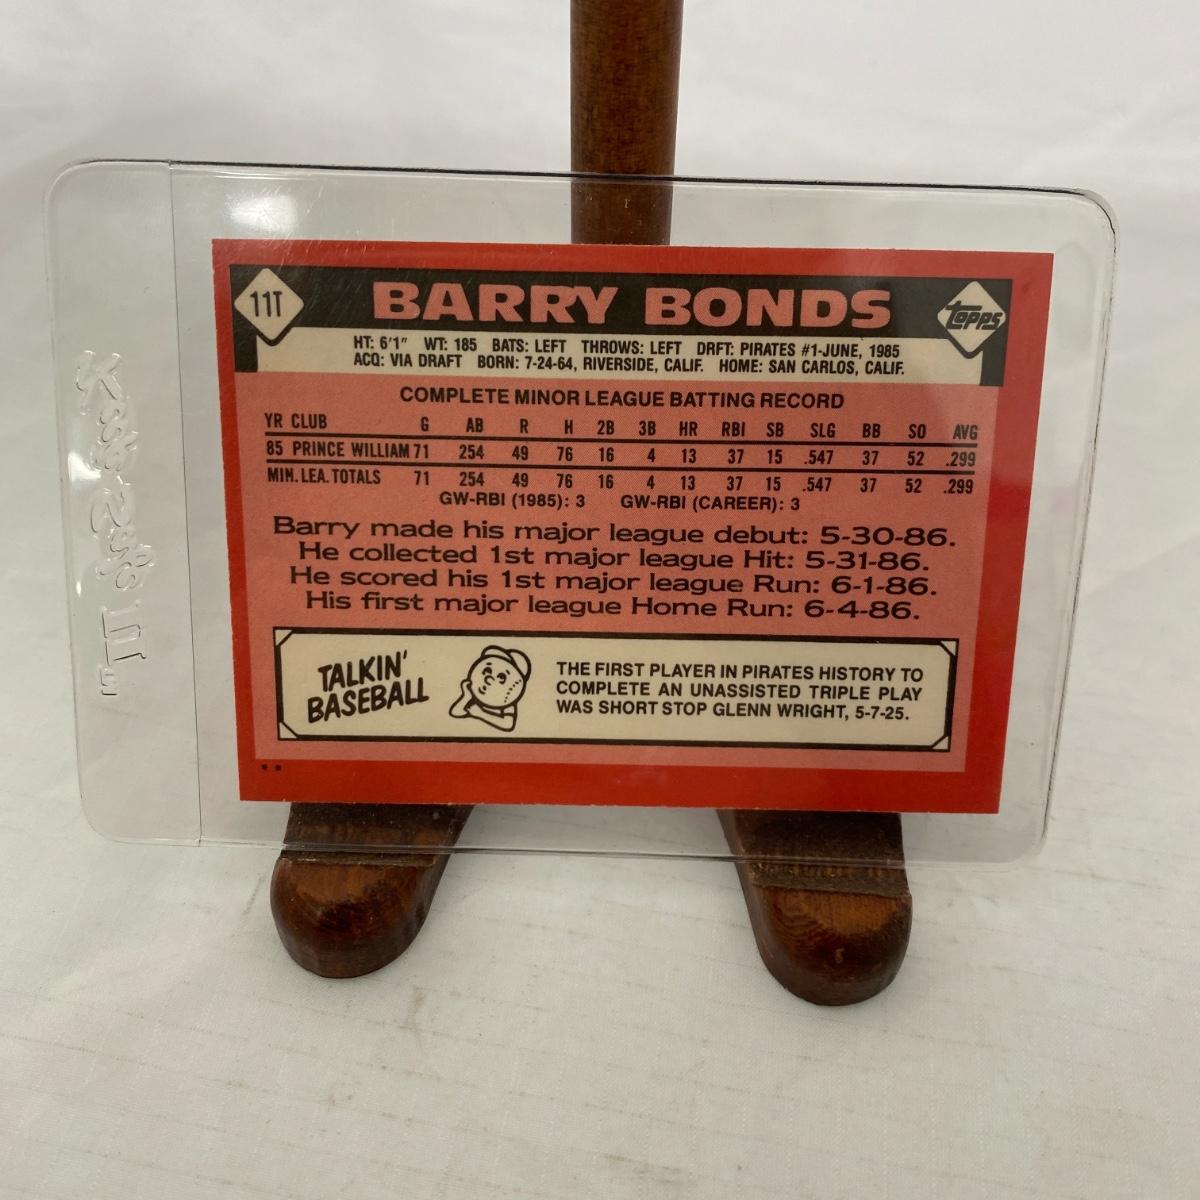 11T
BARRY BONDS
topps
HT: 6'1" WT: 185 BATS: LEFT THROWS: LEFT DRFT: PIRATES #1-JUNE, 1985
ACQ: VIA DRAFT BORN: 7-24-64, RIVERSIDE, CALIF. HOME: SAN CARLOS, CALIF.
COMPLETE MINOR LEAGUE BATTING RECORD
YR CLUB G AB R H 2B 3B HR RBI SB SLG BB SO AVG
85 PRINCE WILLIAM 71 254 49 76 16 4 13 37 15 .547 37 52 .299
MIN. LEA. TOTALS 71 254 49 76 16 4 13 37 15 .547 37 52 .299
GW-RBI (1985): 3 GW-RBI (CAREER): 3
Barry made his major league debut: 5-30-86.
He collected 1st major league Hit: 5-31-86.
He scored his 1st major league Run: 6-1-86.
His first major league Home Run: 6-4-86.
TALKIN'
BASEBALL
THE FIRST PLAYER IN PIRATES HISTORY TO
COMPLETE AN UNASSISTED TRIPLE PLAY
WAS SHORT STOP GLENN WRIGHT, 5-7-25.
**